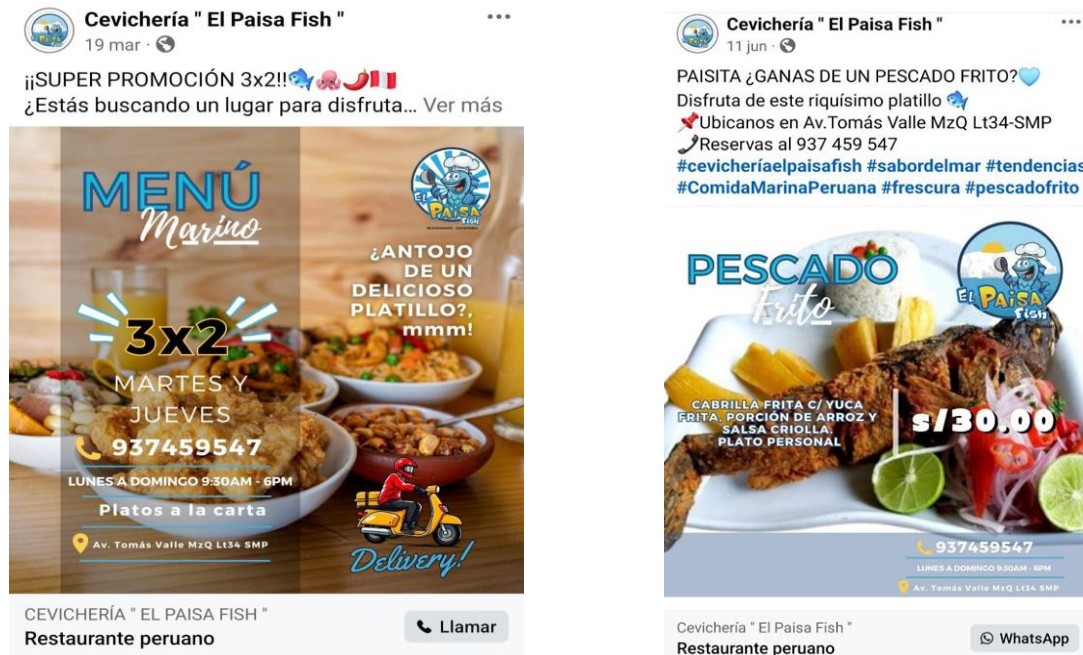 Cevichería " El Paisa Fish "
19 mar ·
¡¡SUPER PROMOCIÓN 3x2!!
¿Estás buscando un lugar para disfruta... Ver más
MENÚ
Marino
EL
PAISA
Fish
¿ANTOJO
DE UN
DELICIOSO
PLATILLO?,
mmm!
3x2
MARTES Y
JUEVES
937459547
LUNES A DOMINGO 9:30AM - 6PM
Platos a la carta
Av. Tomás Valle MzQ Lt34 SMP
Delivery!
CEVICHERÍA " EL PAISA FISH "
Restaurante peruano
Llamar
Cevichería " El Paisa Fish "
11 jun ·
PAISITA ¿GANAS DE UN PESCADO FRITO?
Disfruta de este riquísimo platillo
Ubicanos en Av.Tomás Valle MzQ Lt34-SMP
Reservas al 937 459 547
#cevicheríaelpaisafish #sabordelmar #tendencias
#ComidaMarinaPeruana #frescura #pescadofrito
PESCADO
Frito
EL PAISA
Fish
CABRILLA FRITA C/ YUCA
FRITA, PORCIÓN DE ARROZ Y
SALSA CRIOLLA.
PLATO PERSONAL
s/30.00
937459547
LUNES A DOMINGO 9:30AM - 6PM
Av. Tomás Valle MzQ Lt34 SMP
Cevichería " El Paisa Fish "
Restaurante peruano
WhatsApp